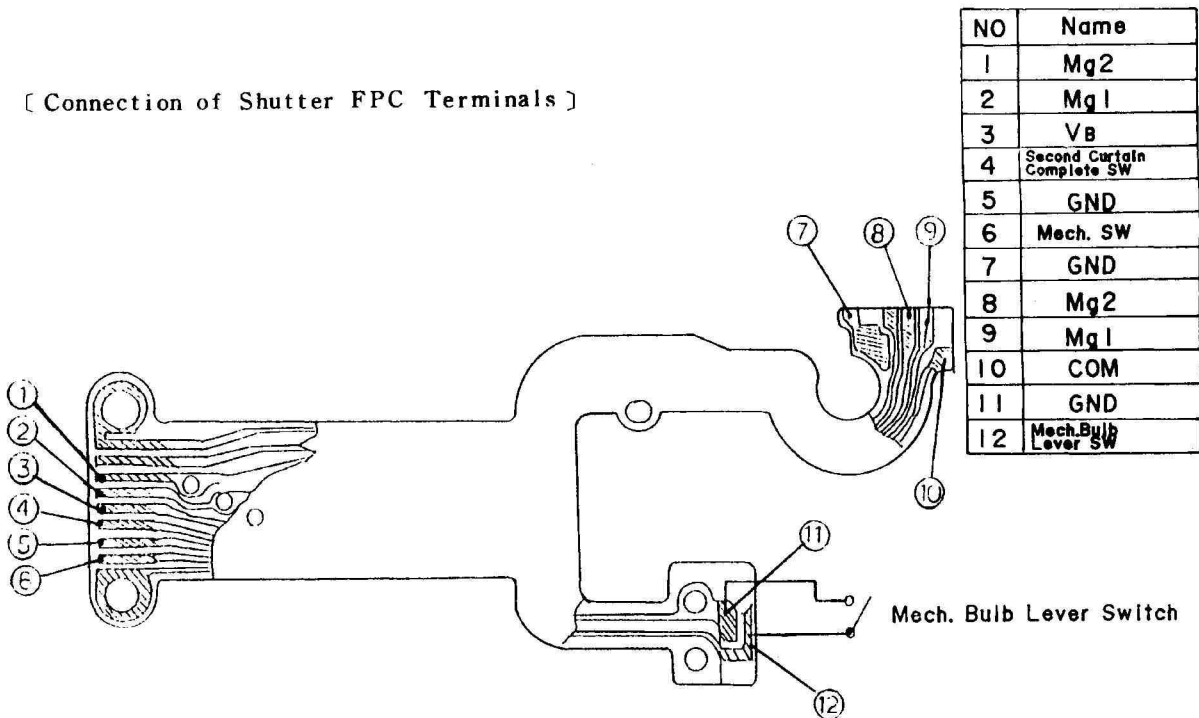 [ Connection of Shutter FPC Terminals ]
NO Name
1 Mg2
2 Mg1
3 VB
4 Second Curtain
Complete SW
5 GND
6 Mech. SW
7 GND
8 Mg2
9 Mg1
10 COM
11 GND
12 Mech.Bulb
Lever SW
7 8 9
1
2
3
4
5
6
10
11
Mech. Bulb Lever Switch
12